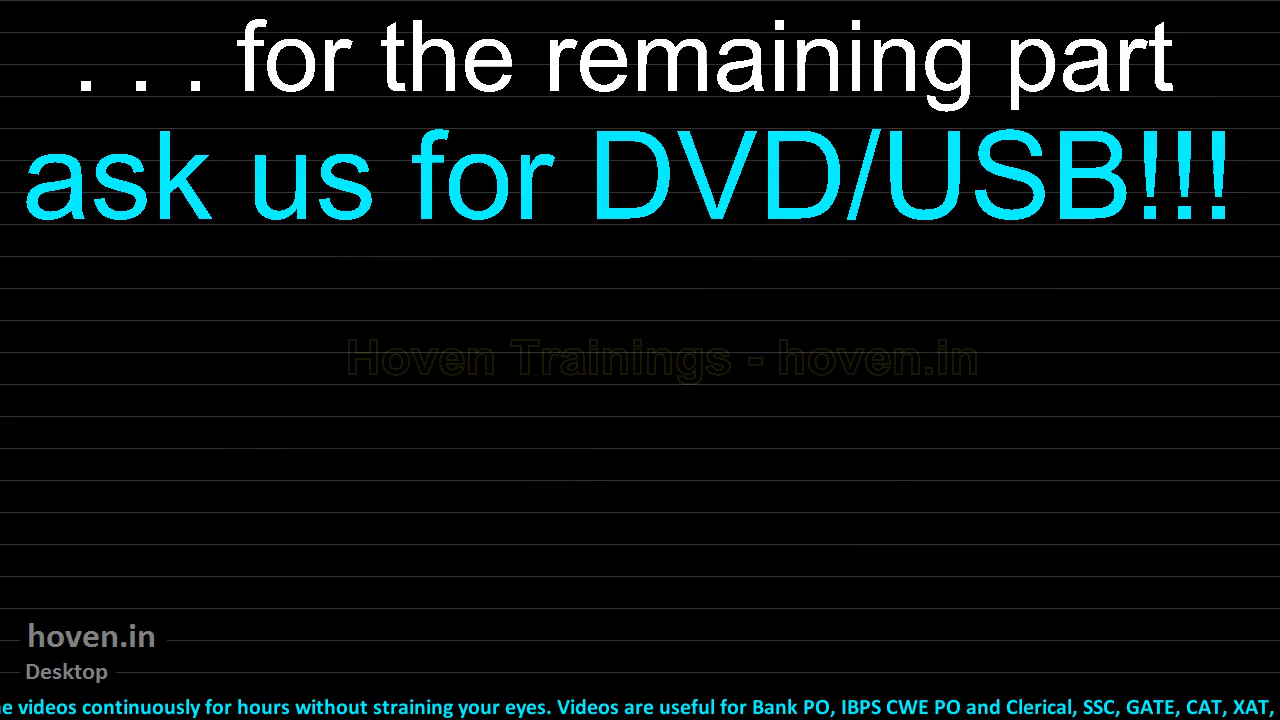 . . . for the remaining part
ask us for DVD/USB!!!
Hoven Trainings - hoven.in
hoven.in
Desktop
videos continuously for hours without straining your eyes. Videos are useful for Bank PO, IBPS CWE PO and Clerical, SSC, GATE, CAT, XAT,